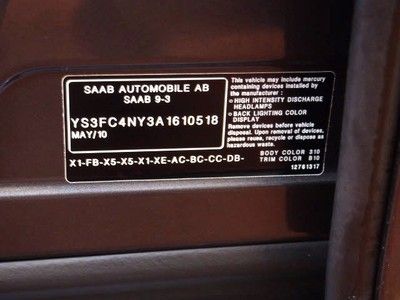 SAAB AUTOMOBILE AB
SAAB 9-3
YS3FC4NY3A1610518
MAY/10
X1-FB-X5-X5-X1-XE-AC-BC-CC-DB-
This vehicle may include mercury
containing devices installed by
the manufacturer :
○ HIGH INTENSITY DISCHARGE
HEADLAMPS
○ BACK LIGHTING COLOR
DISPLAY
Remove devices before vehicle
disposal. Upon removal of devices,
please reuse, recycle or dispose as
hazardous waste.
BODY COLOR 310
TRIM COLOR B10
12781317